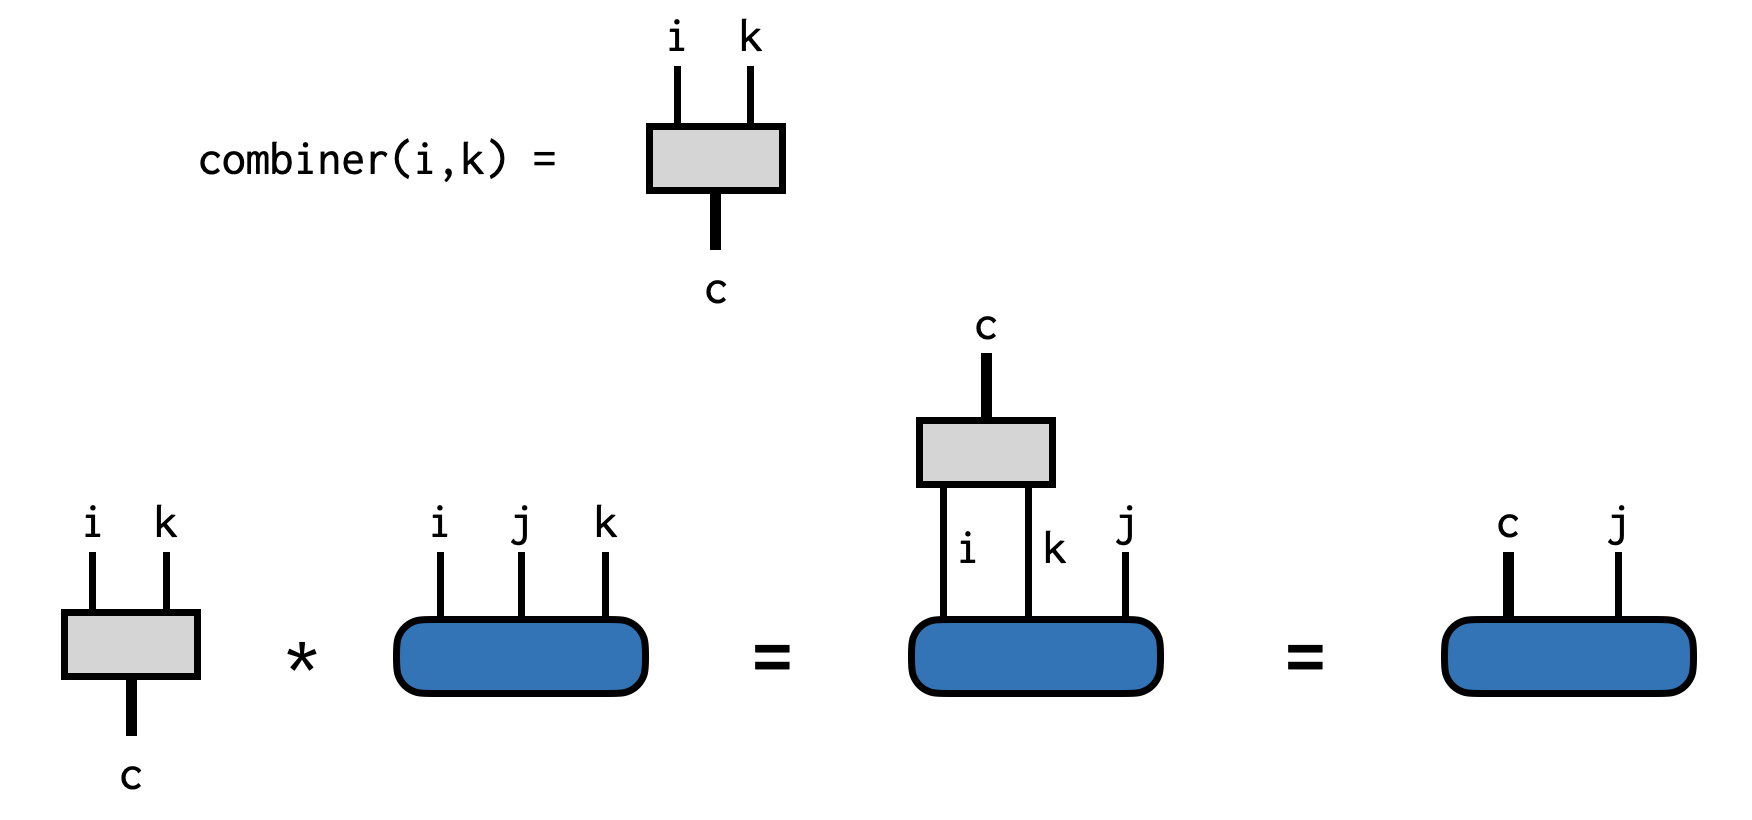 i k
combiner(i,k) =
c
c
i k i j k i k j c j
* = =
c